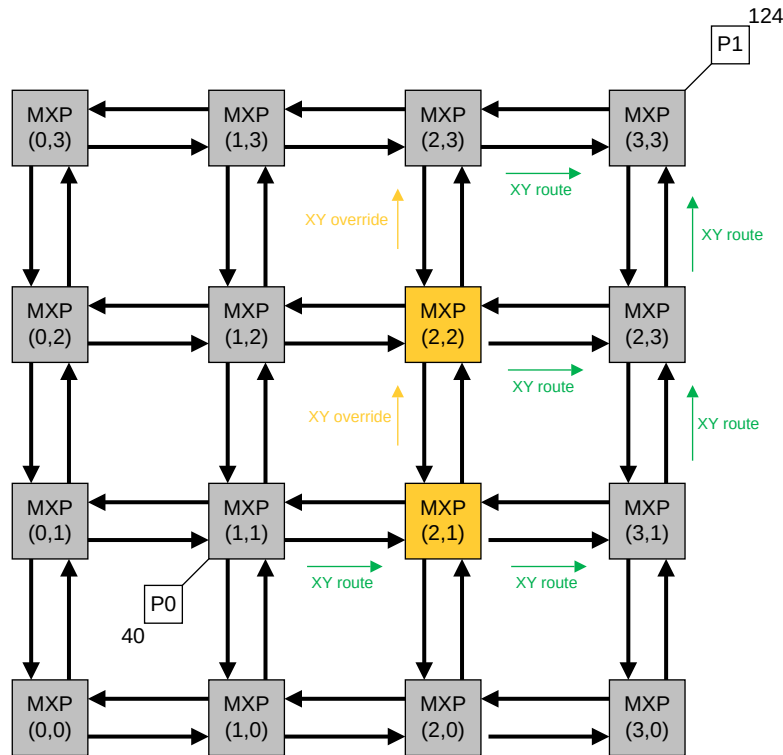 124
P1
MXP
(0,3)
MXP
(1,3)
MXP
(2,3)
MXP
(3,3)
XY route
XY override
XY route
MXP
(0,2)
MXP
(1,2)
MXP
(2,2)
MXP
(2,3)
XY route
XY override
XY route
MXP
(0,1)
MXP
(1,1)
MXP
(2,1)
MXP
(3,1)
XY route
XY route
P0
40
MXP
(0,0)
MXP
(1,0)
MXP
(2,0)
MXP
(3,0)